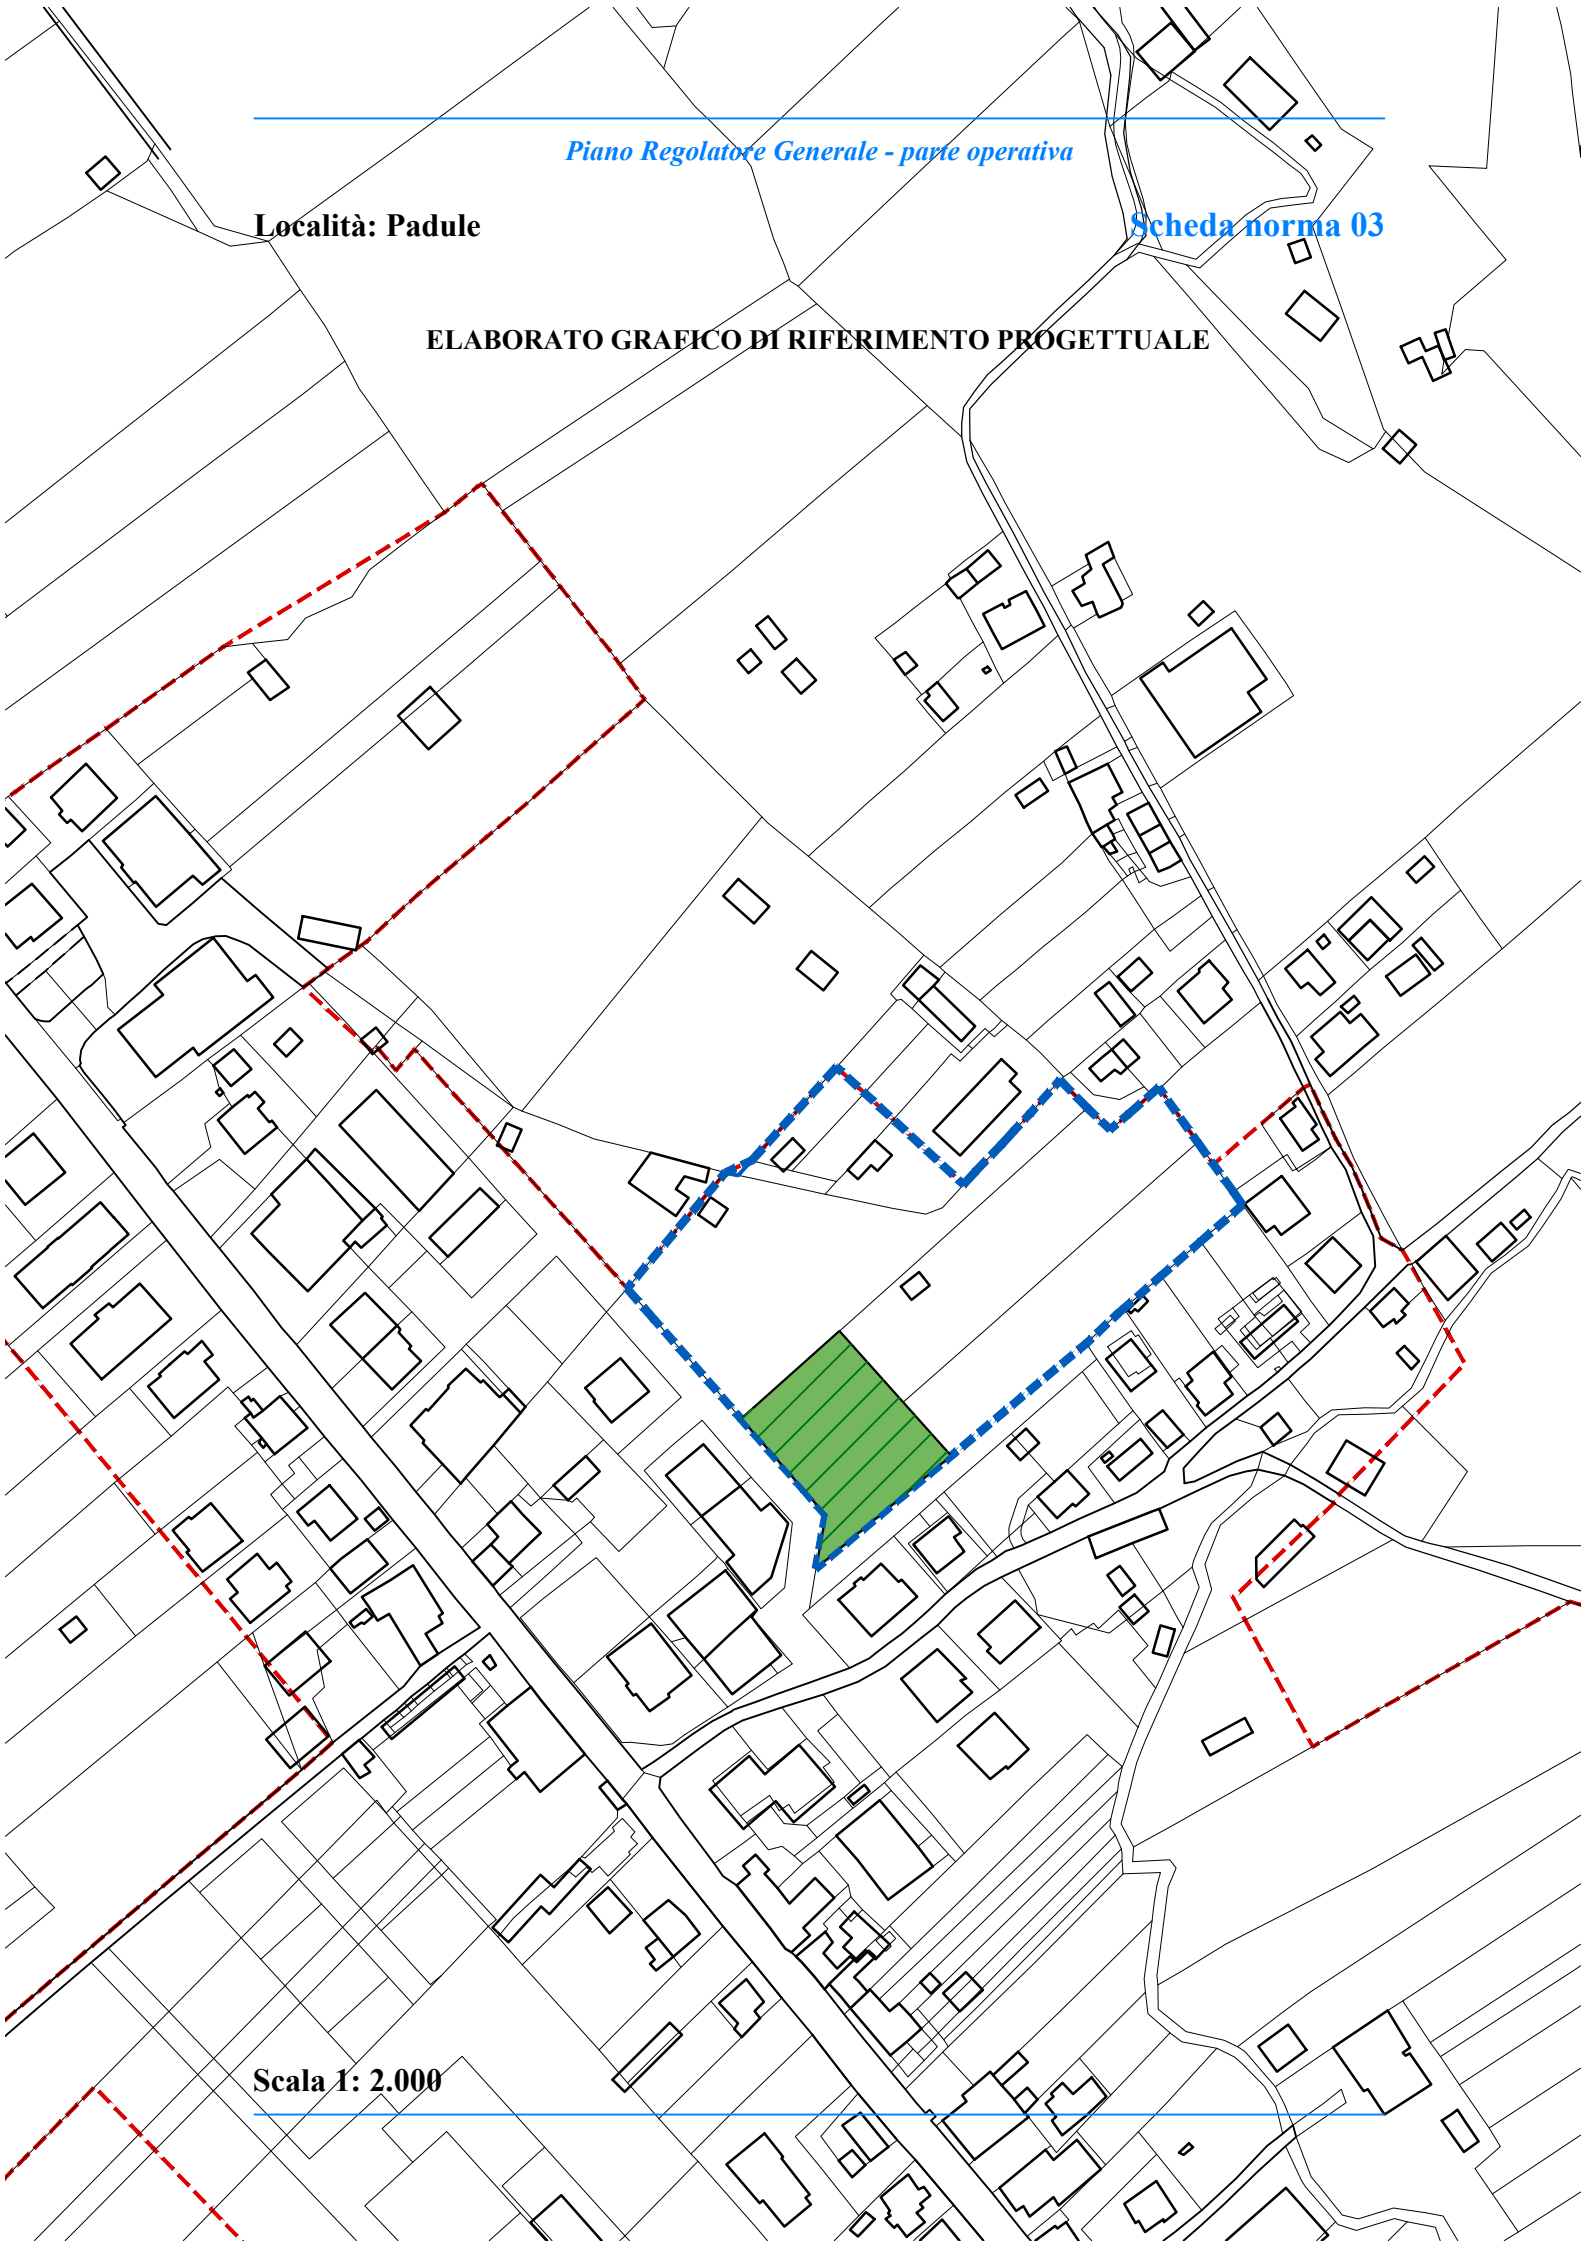 Piano Regolatore Generale - parte operativa
Località: Padule
Scheda norma 03
ELABORATO GRAFICO DI RIFERIMENTO PROGETTUALE
Scala 1: 2.000